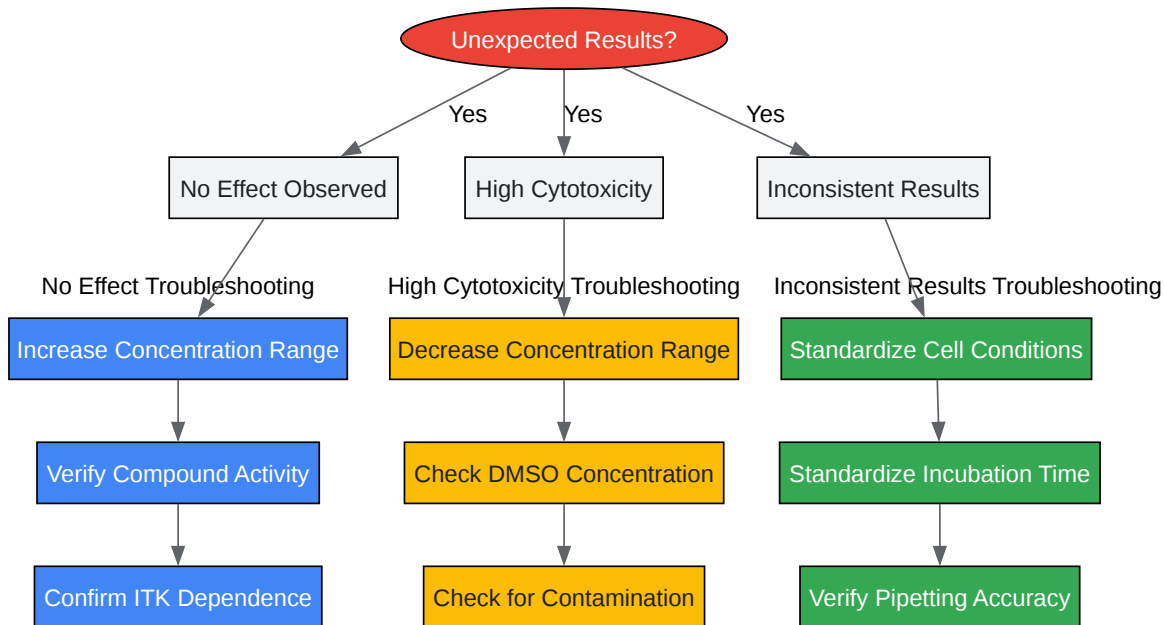 Unexpected Results?
Yes
Yes
Yes
No Effect Observed
High Cytotoxicity
Inconsistent Results
No Effect Troubleshooting
High Cytotoxicity Troubleshooting
Inconsistent Results Troubleshooting
Increase Concentration Range
Decrease Concentration Range
Standardize Cell Conditions
Verify Compound Activity
Check DMSO Concentration
Standardize Incubation Time
Confirm ITK Dependence
Check for Contamination
Verify Pipetting Accuracy